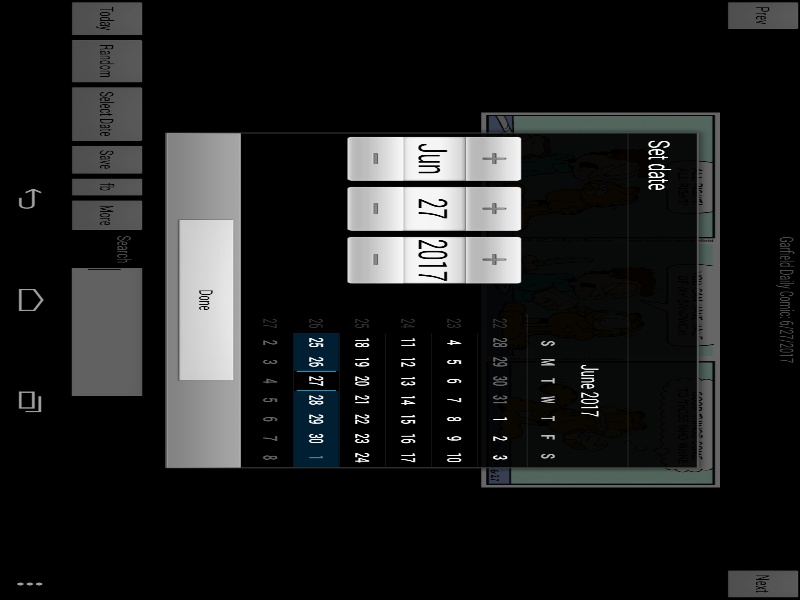 Garfield Daily Comic: 6/27/2017
Prev
Next
Set date
+ + +
Jun 27 2017
- - -
June 2017
S M T W T F S
22 28 29 30 31 1 2 3
23 4 5 6 7 8 9 10
24 11 12 13 14 15 16 17
25 18 19 20 21 22 23 24
26 25 26 27 28 29 30 1
27 2 3 4 5 6 7 8
Done
Today
Random
Select Date
Save
fb
More
Search
6-27